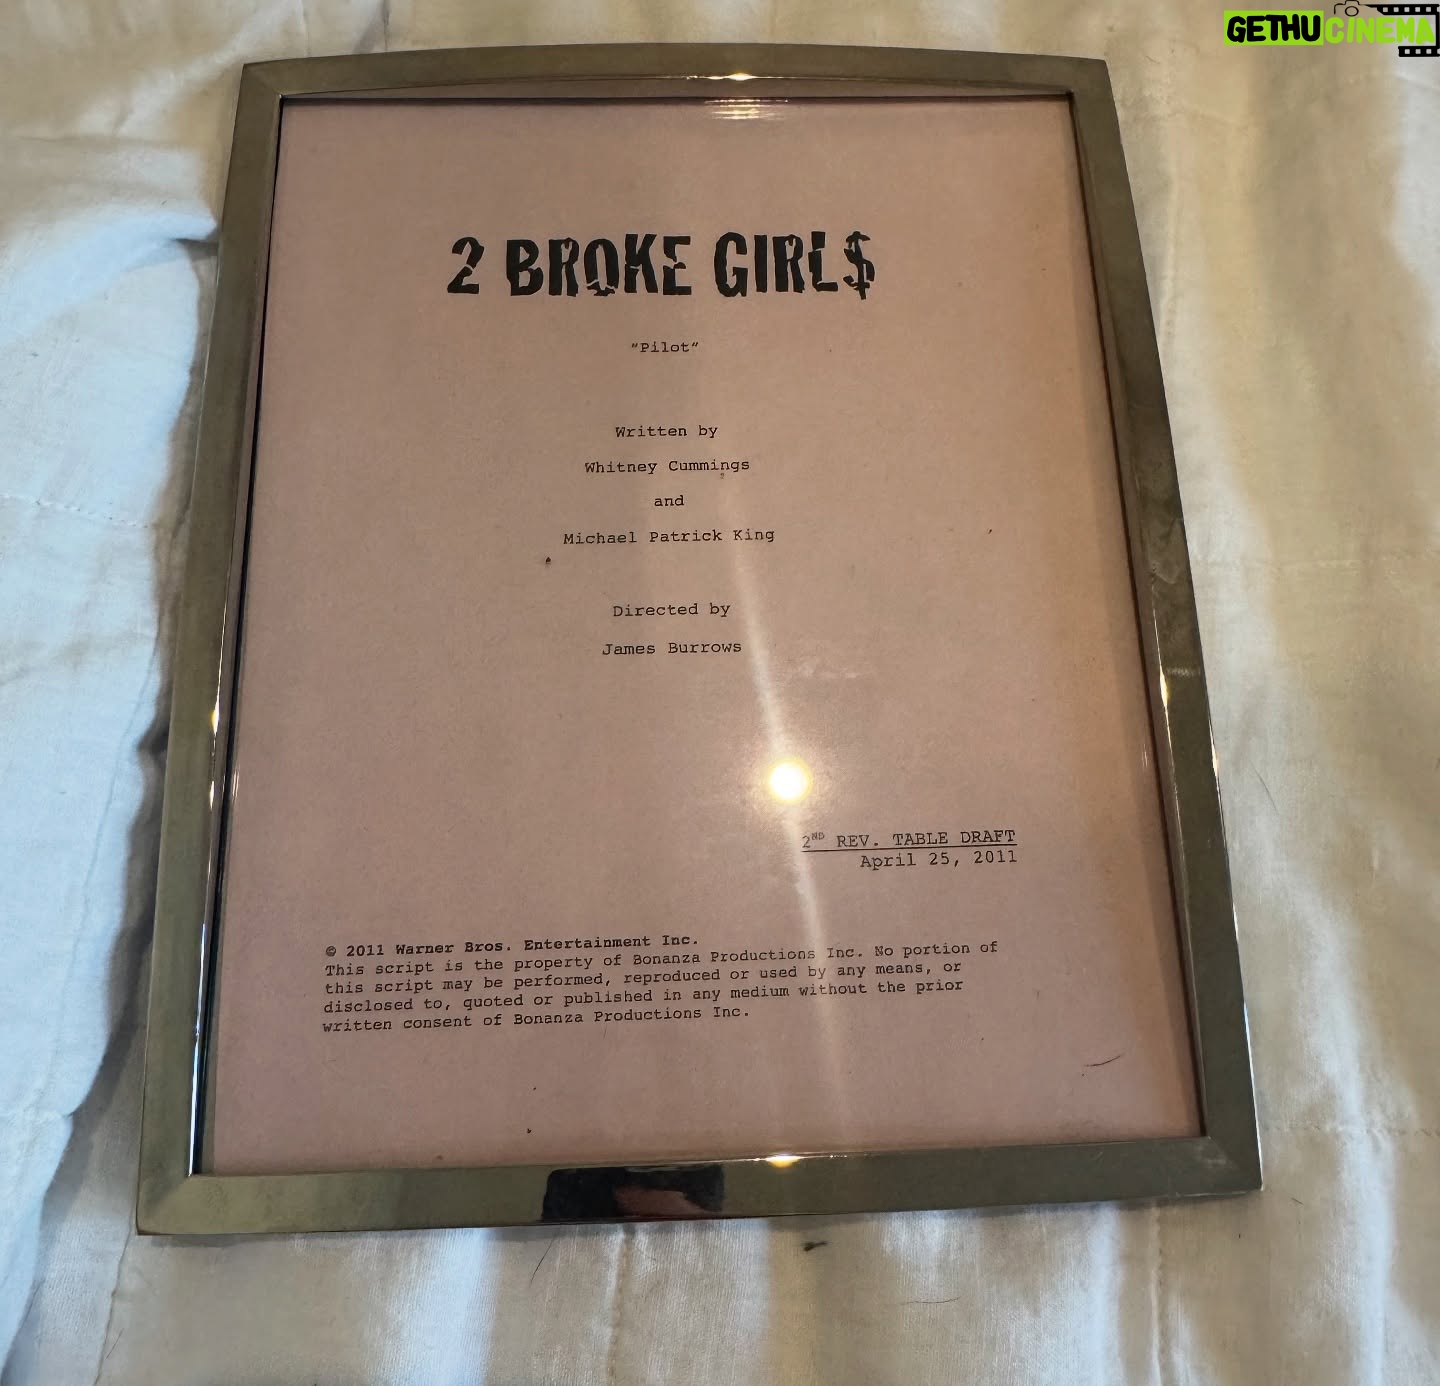 GETHUCINEMA
2 BROKE GIRL$
"Pilot"
Written by
Whitney Cummings
and
Michael Patrick King
Directed by
James Burrows
2ND REV. TABLE DRAFT
April 25, 2011
© 2011 Warner Bros. Entertainment Inc.
This script is the property of Bonanza Productions Inc. No portion of
this script may be performed, reproduced or used by any means, or
disclosed to, quoted or published in any medium without the prior
written consent of Bonanza Productions Inc.